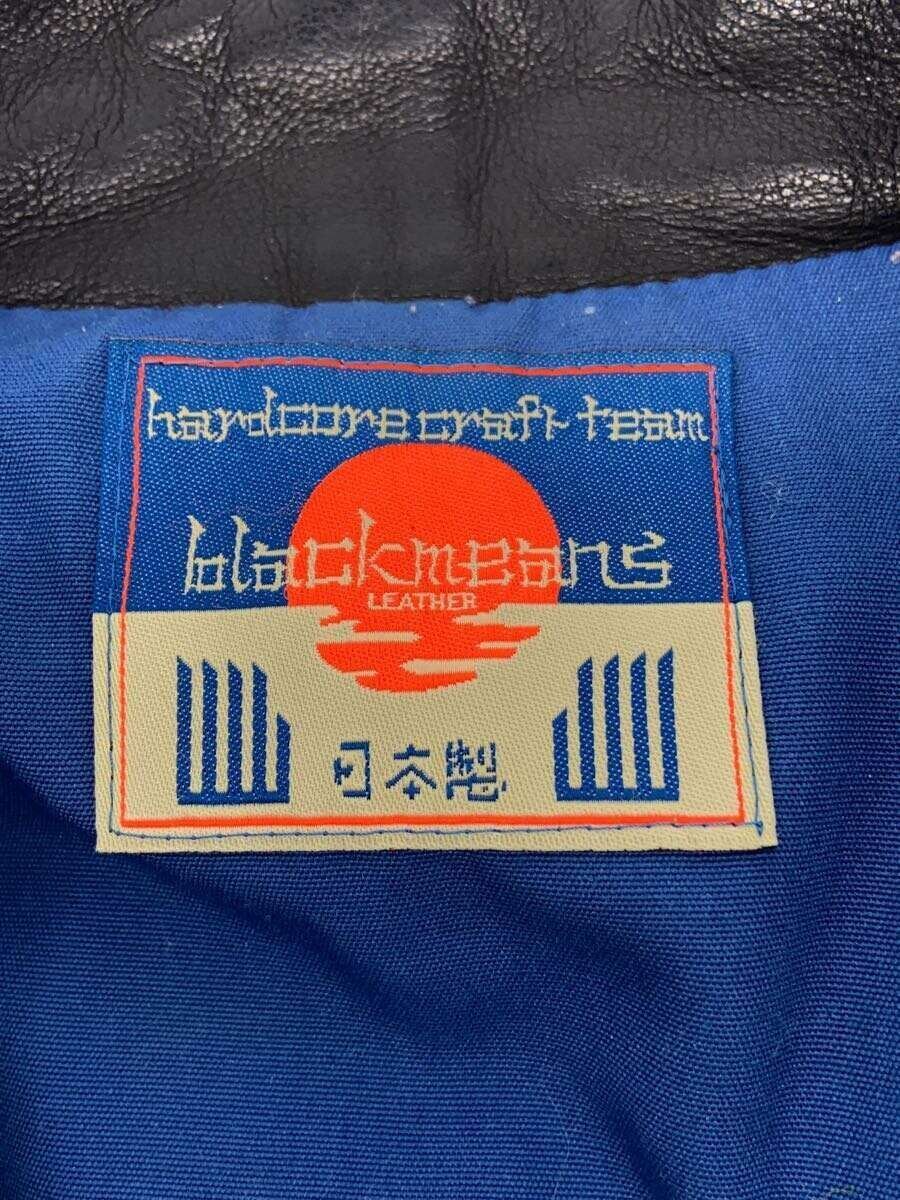 hardcore craft team
blackmeans
LEATHER
日本製